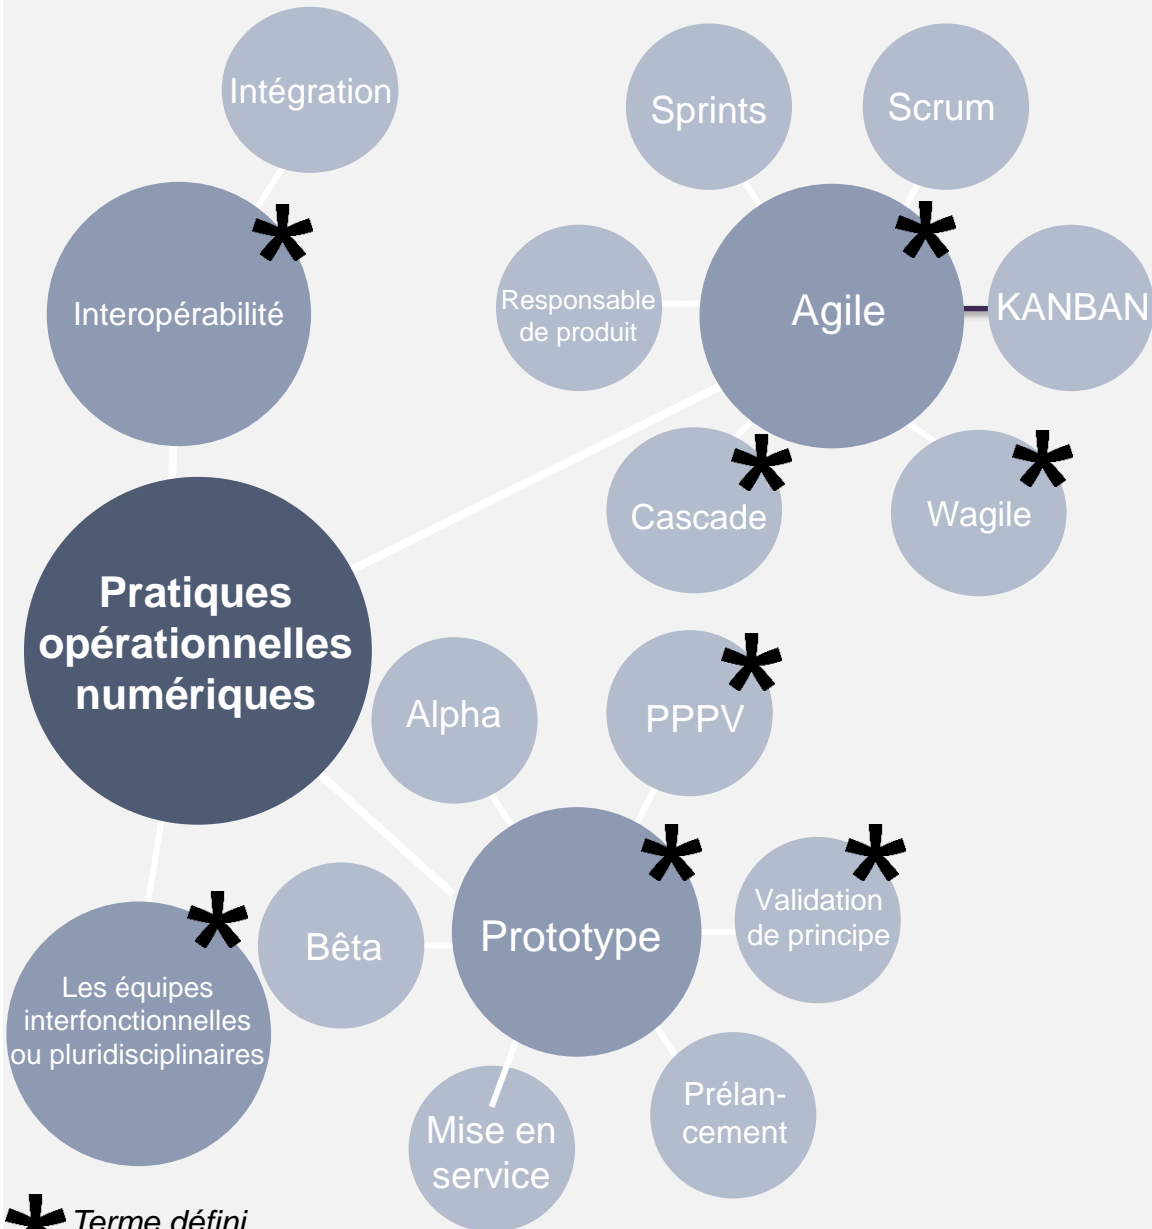 Intégration
Sprints
Scrum
Interopérabilité
*
Responsable
de produit
Agile
*
KANBAN
Cascade
*
Wagile
*
Pratiques
opérationnelles
numériques
Alpha
PPPV
*
Bêta
Prototype
*
Validation
de principe
*
Les équipes
interfonctionnelles
ou pluridisciplinaires
*
Mise en
service
Prélan-
cement
* Terme défini